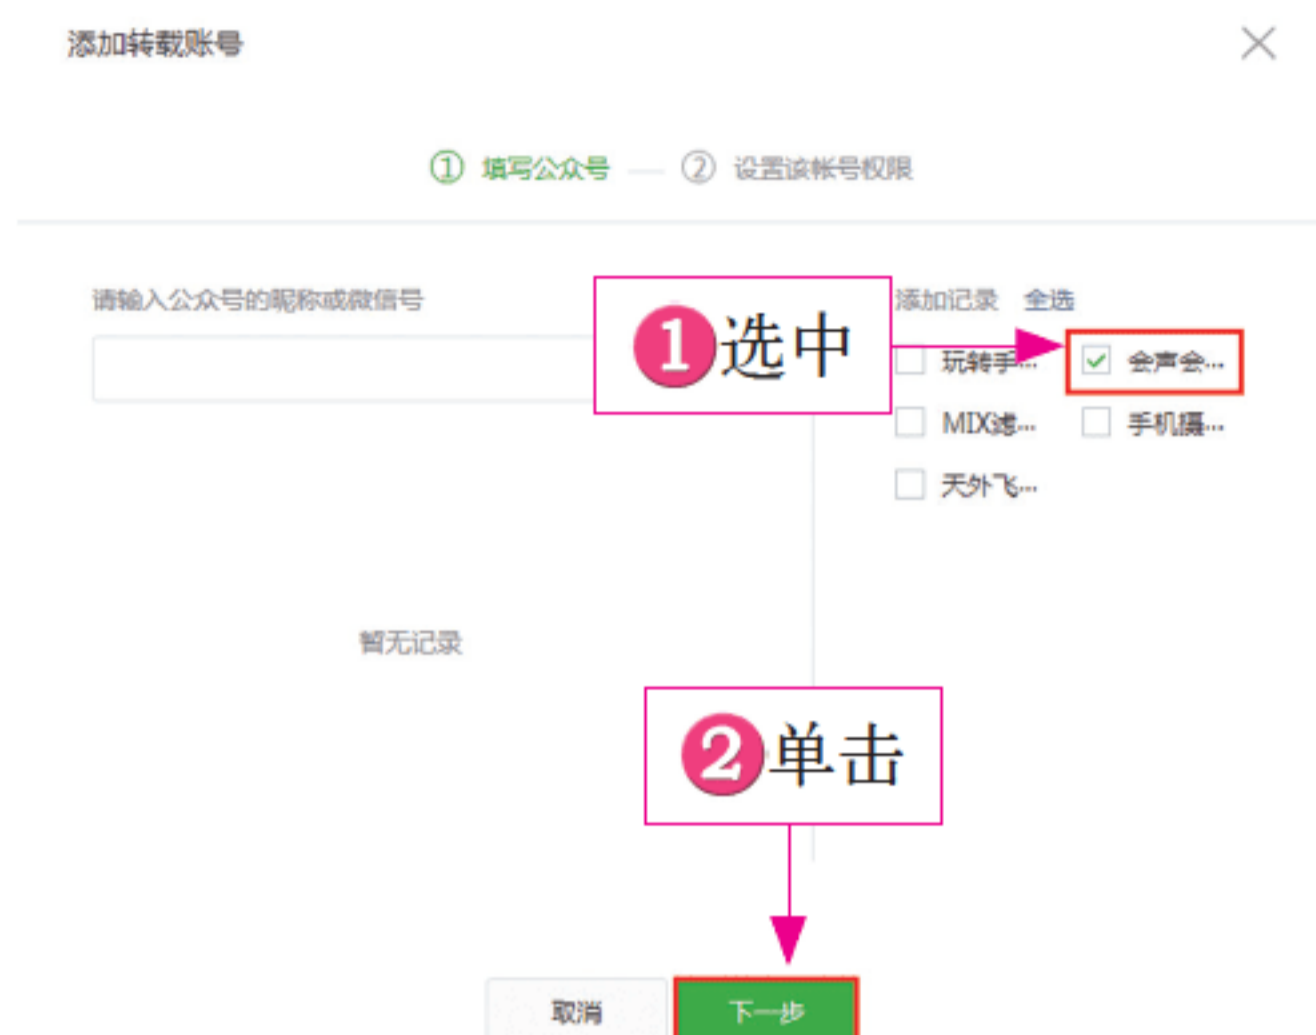 添加转载账号
① 填写公众号 — ② 设置该帐号权限
请输入公众号的昵称或微信号
添加记录 全选
1选中
玩转手… 会声会…
MIX滤… 手机摄…
天外飞…
暂无记录
2单击
取消 下一步